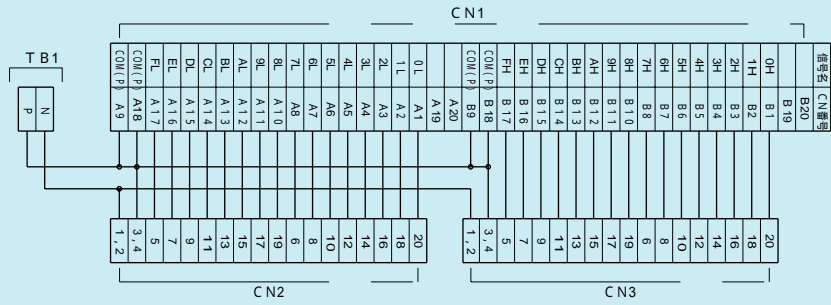 CN1
TB1
COM(P) COM(P) FL EL DL CL BL AL 9L 8L 7L 6L 5L 4L 3L 2L 1L 0L COM(P) COM(P) FH EH DH CH BH AH 9H 8H 7H 6H 5H 4H 3H 2H 1H 0H 信号名
A9 A18 A17 A16 A15 A14 A13 A12 A11 A10 A8 A7 A6 A5 A4 A3 A2 A1 A19 A20 B9 B18 B17 B16 B15 B14 B13 B12 B11 B10 B8 B7 B6 B5 B4 B3 B2 B1 B19 B20 CN番号
P N
1,2 3,4 5 7 9 11 13 15 17 19 6 8 10 12 14 16 18 20
1,2 3,4 5 7 9 11 13 15 17 19 6 8 10 12 14 16 18 20
CN2
CN3